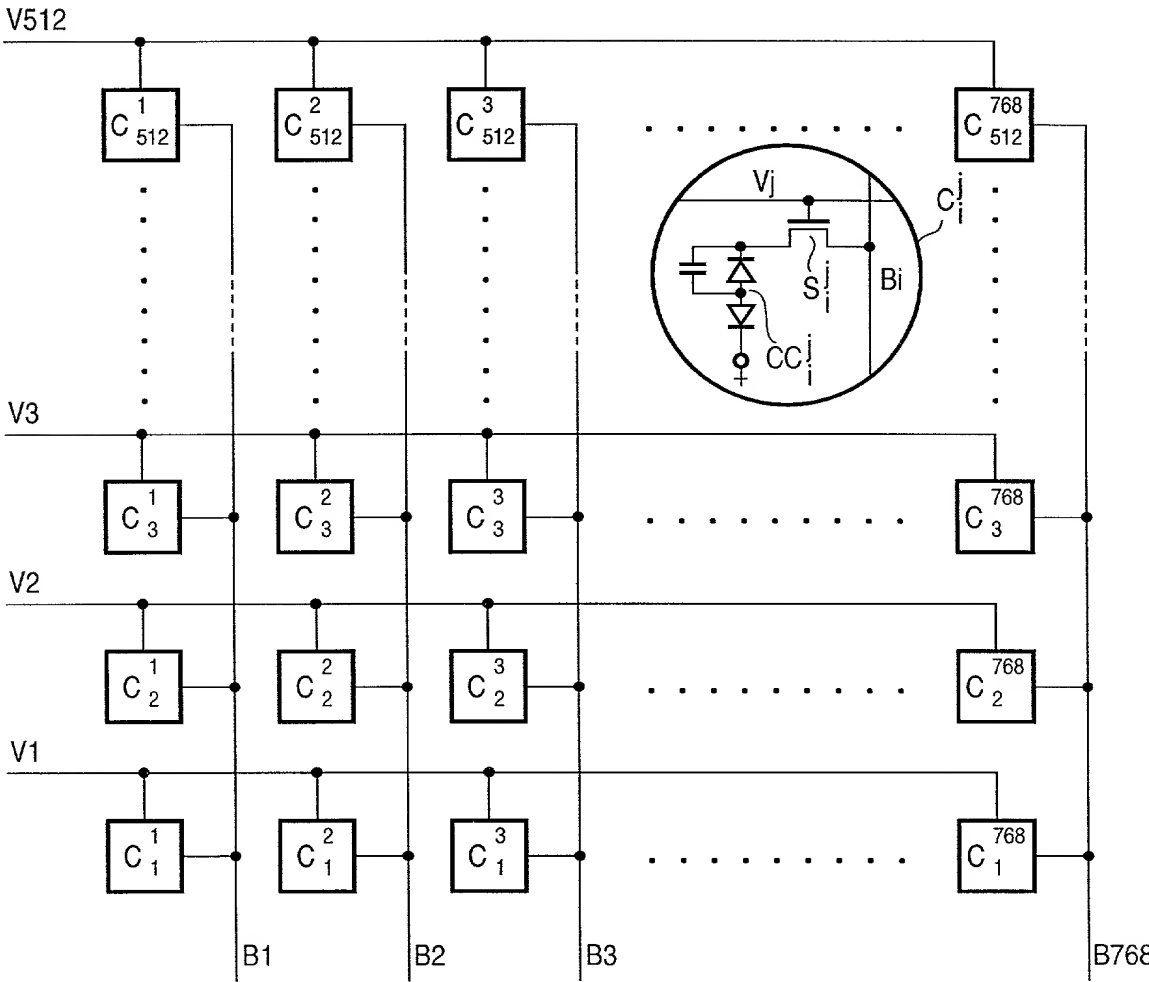 V512
C 1 512
C 2 512
C 3 512
C 768 512
Vj
C j i
S j i
Bi
CC j i
+
V3
C 1 3
C 2 3
C 3 3
C 768 3
V2
C 1 2
C 2 2
C 3 2
C 768 2
V1
C 1 1
C 2 1
C 3 1
C 768 1
B1
B2
B3
B768